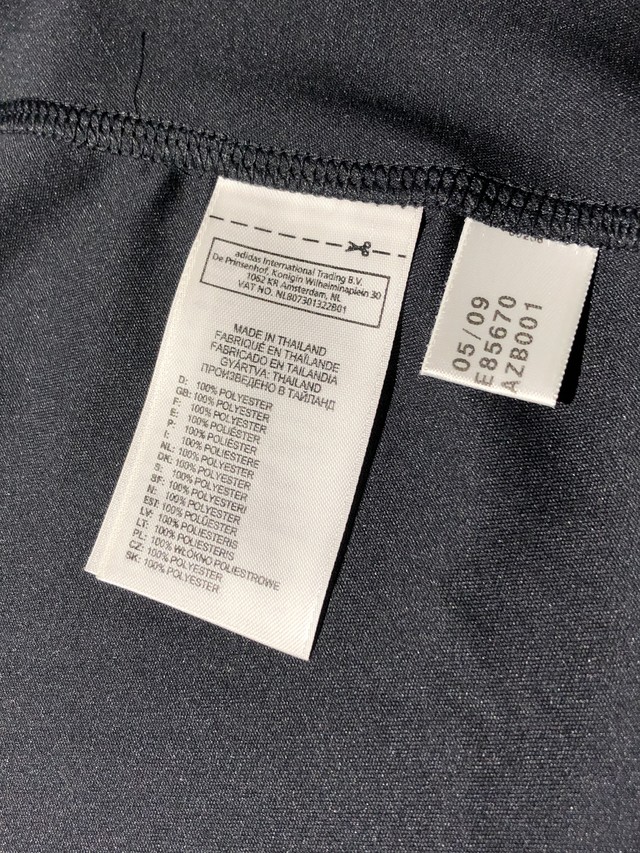 adidas International Trading B.V.
De Prinsenhof, Konigin Wilhelminaplein 30
1062 KR Amsterdam, NL
VAT NO. NL807301322B01
MADE IN THAILAND
FABRIQUÉ EN THAÏLANDE
FABRICADO EN TAILANDIA
GYÁRTVA: THAILAND
ПРОИЗВЕДЕНО В ТАЙЛАНД
D: 100% POLYESTER
GB: 100% POLYESTER
F: 100% POLYESTER
E: 100% POLIÉSTER
P: 100% POLIÉSTER
I: 100% POLIESTERE
NL: 100% POLYESTER
DK: 100% POLYESTER
S: 100% POLYESTER
SF: 100% POLYESTERI
N: 100% POLYESTER
EST: 100% POLÜESTER
LV: 100% POLIESTERIS
LT: 100% POLIESTERIS
PL: 100% WŁÓKNO POLIESTROWE
CZ: 100% POLYESTER
SK: 100% POLYESTER
05/09
E85670
AZB001